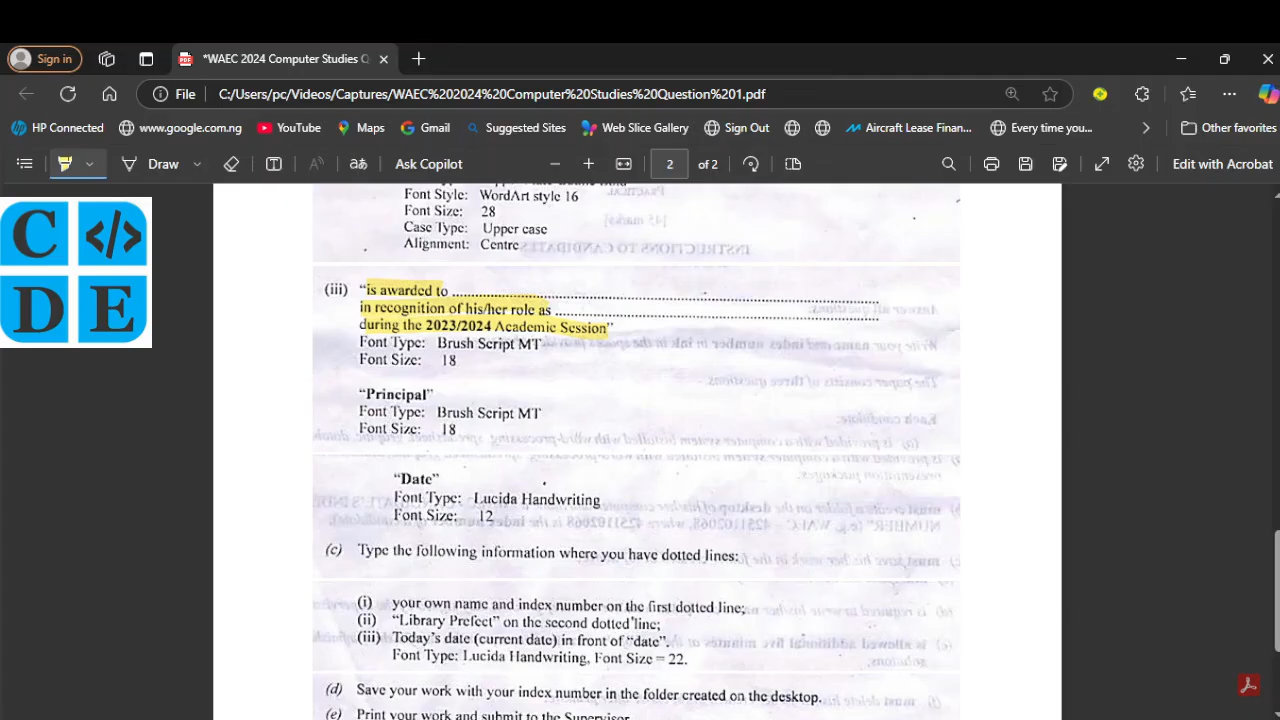 Sign in
*WAEC 2024 Computer Studies Q
File C:/Users/pc/Videos/Captures/WAEC%202024%20Computer%20Studies%20Question%201.pdf
HP Connected www.google.com.ng YouTube Maps Gmail Suggested Sites Web Slice Gallery Sign Out Aircraft Lease Finan... Every time you... Other favorites
Draw Ask Copilot 2 of 2 Edit with Acrobat
C </>
D E
Font Style: WordArt style 16
Font Size: 28
Case Type: Upper case
Alignment: Centre
(iii) “is awarded to ....................
in recognition of his/her role as ....................
during the 2023/2024 Academic Session”
Font Type: Brush Script MT
Font Size: 18
“Principal”
Font Type: Brush Script MT
Font Size: 18
“Date”
Font Type: Lucida Handwriting
Font Size: 12
(c) Type the following information where you have dotted lines:
(i) your own name and index number on the first dotted line;
(ii) “Library Prefect” on the second dotted line;
(iii) Today's date (current date) in front of “date”.
Font Type: Lucida Handwriting, Font Size = 22.
(d) Save your work with your index number in the folder created on the desktop.
(e) Print your work and submit to the Supervisor